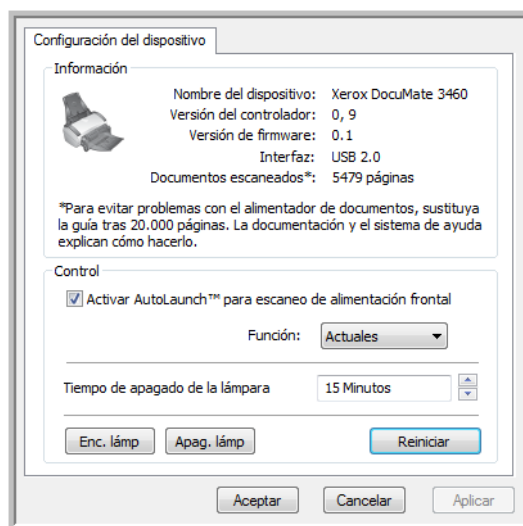 Configuración del dispositivo
Información
Nombre del dispositivo: Xerox DocuMate 3460
Versión del controlador: 0, 9
Versión de firmware: 0.1
Interfaz: USB 2.0
Documentos escaneados*: 5479 páginas
*Para evitar problemas con el alimentador de documentos, sustituya
la guía tras 20.000 páginas. La documentación y el sistema de ayuda
explican cómo hacerlo.
Control
Activar AutoLaunch™ para escaneo de alimentación frontal
Función: Actuales
Tiempo de apagado de la lámpara 15 Minutos
Enc. lámp Apag. lámp Reiniciar
Aceptar Cancelar Aplicar